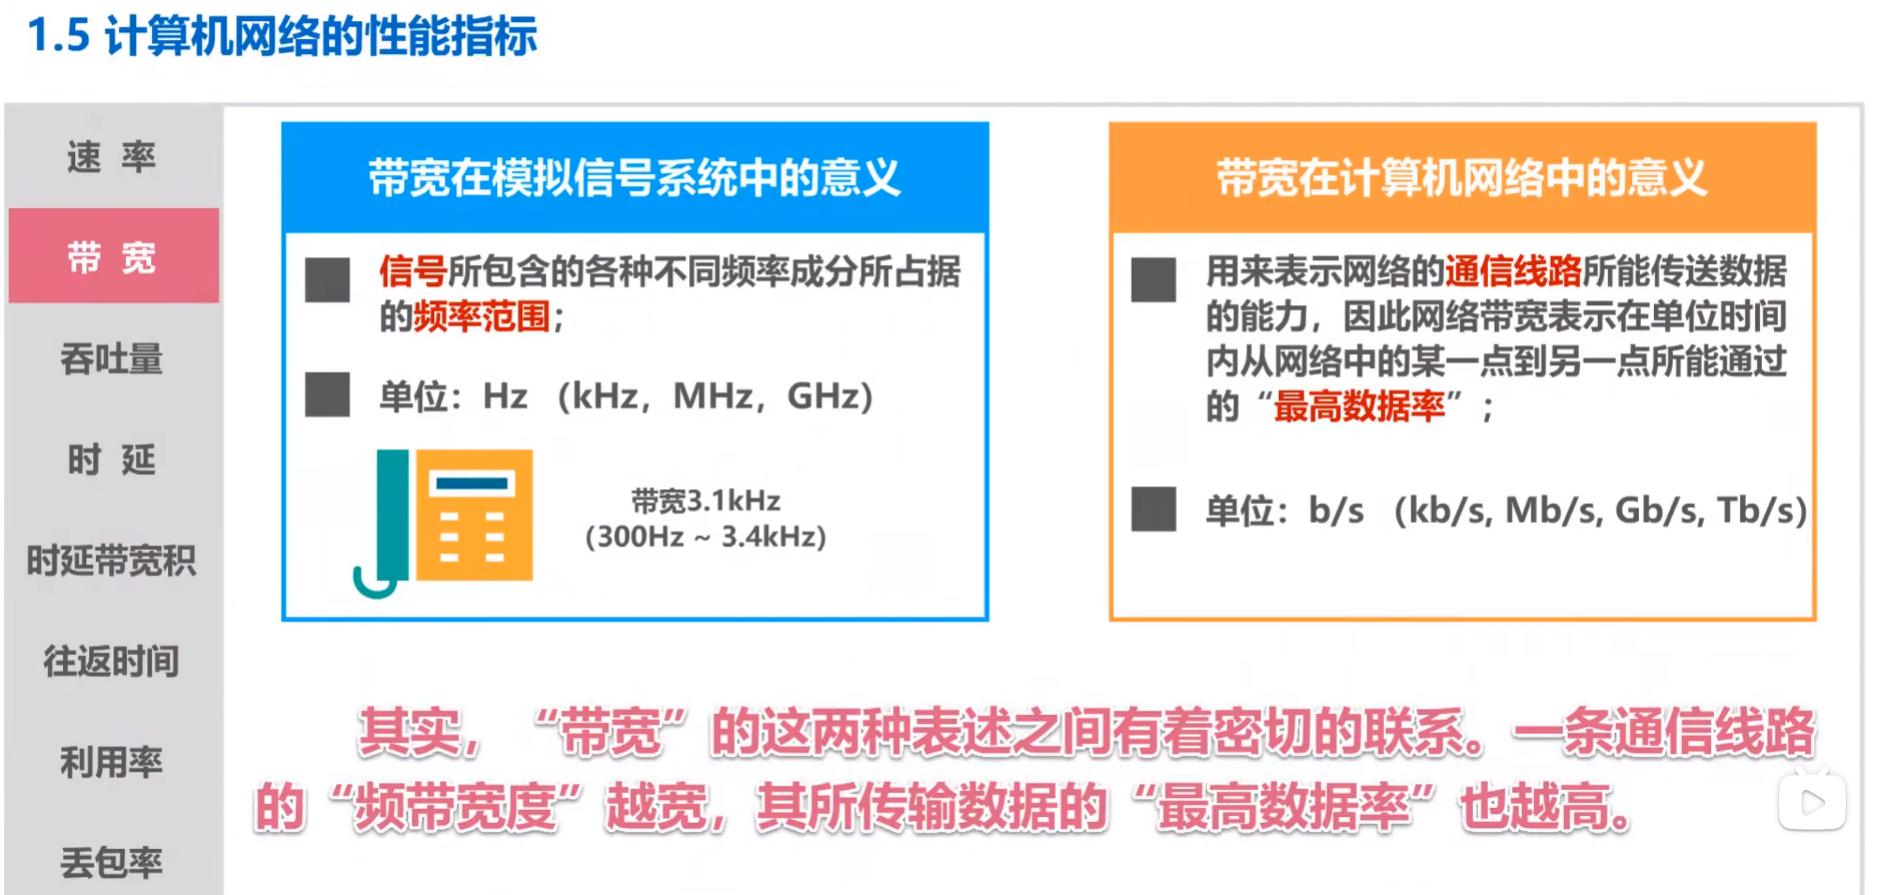 1.5 计算机网络的性能指标
速 率
带 宽
吞吐量
时 延
时延带宽积
往返时间
利用率
丢包率
带宽在模拟信号系统中的意义
信号所包含的各种不同频率成分所占据
的频率范围；
单位：Hz （kHz，MHz，GHz）
带宽3.1kHz
(300Hz ~ 3.4kHz)
带宽在计算机网络中的意义
用来表示网络的通信线路所能传送数据
的能力，因此网络带宽表示在单位时间
内从网络中的某一点到另一点所能通过
的“最高数据率”；
单位：b/s （kb/s, Mb/s, Gb/s, Tb/s)
其实，“带宽”的这两种表述之间有着密切的联系。一条通信线路
的“频带宽度”越宽，其所传输数据的“最高数据率”也越高。